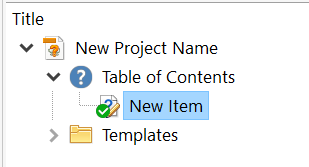 Title
New Project Name
Table of Contents
New Item
Templates